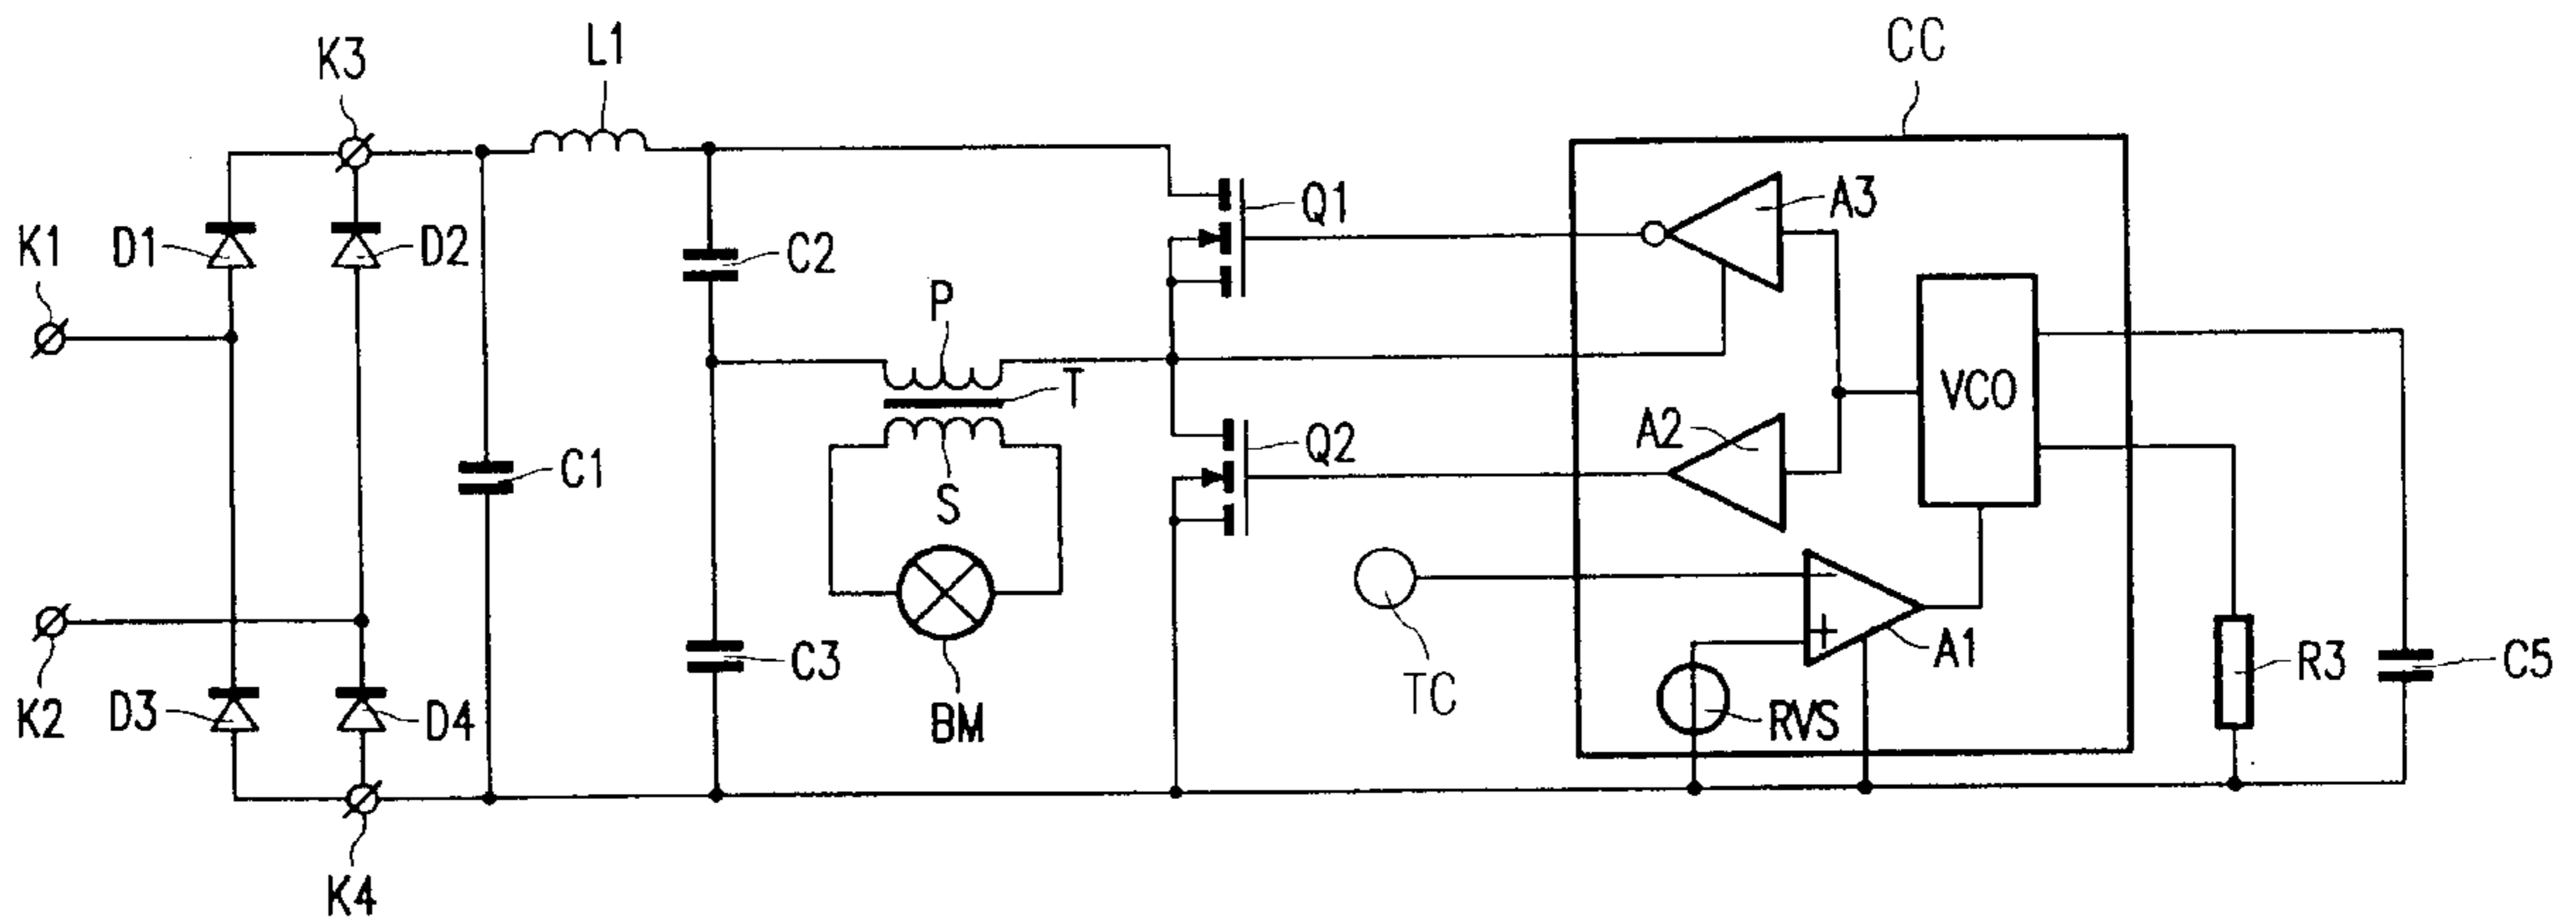 CC
L1
K3
Q1
A3
K1
D1
D2
C2
P
T
VCO
A2
Q2
C1
S
C3
A1
TC
RVS
R3
C5
K2
D3
D4
BM
K4
−
+